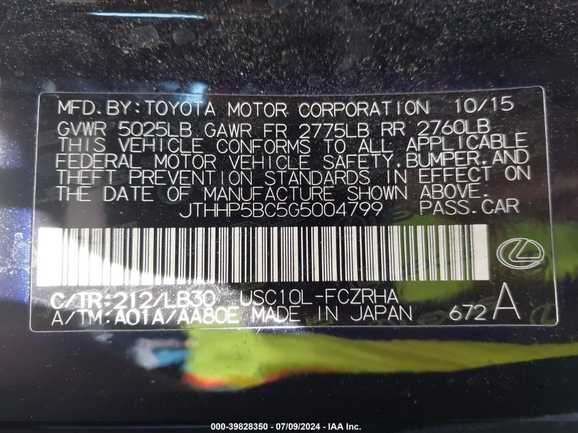 MFD. BY: TOYOTA MOTOR CORPORATION 10/15
GVWR 5025LB GAWR FR 2775LB RR 2760LB
THIS VEHICLE CONFORMS TO ALL APPLICABLE
FEDERAL MOTOR VEHICLE SAFETY, BUMPER, AND
THEFT PREVENTION STANDARDS IN EFFECT ON
THE DATE OF MANUFACTURE SHOWN ABOVE.
JTHHP5BC5G5004799 PASS. CAR
C/TR: 212/LB30 USC10L-FCZRHA
A/TM: A01A/AA80E MADE IN JAPAN 672 A
000-39828350 / 07/09/2024 - IAA Inc.